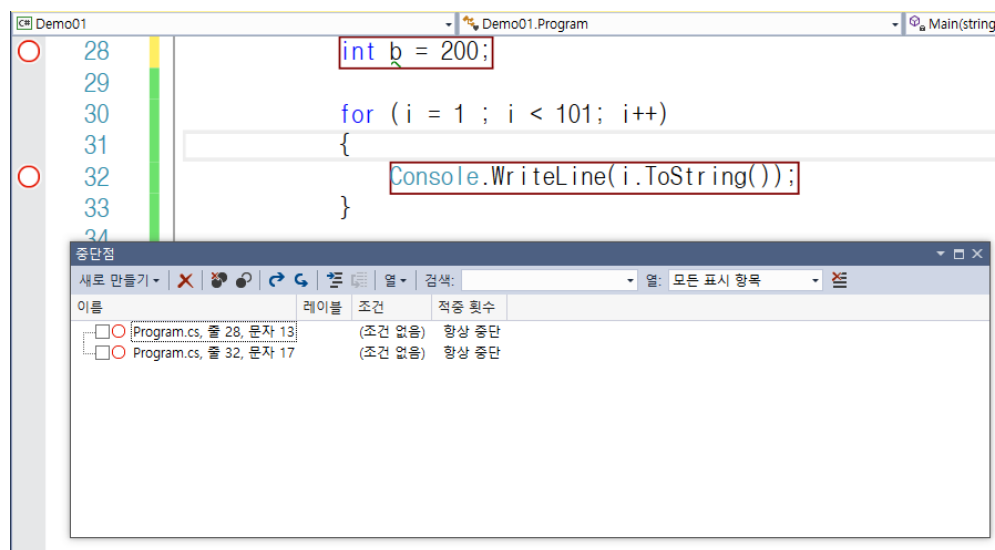 C# Demo01 Demo01.Program Main(string
28 int b = 200;
29
30 for (i = 1 ; i < 101; i++)
31 {
32 Console.WriteLine(i.ToString());
33 }
34
중단점
새로 만들기 열 검색: 열: 모든 표시 항목
이름 레이블 조건 적중 횟수
Program.cs, 줄 28, 문자 13 (조건 없음) 항상 중단
Program.cs, 줄 32, 문자 17 (조건 없음) 항상 중단